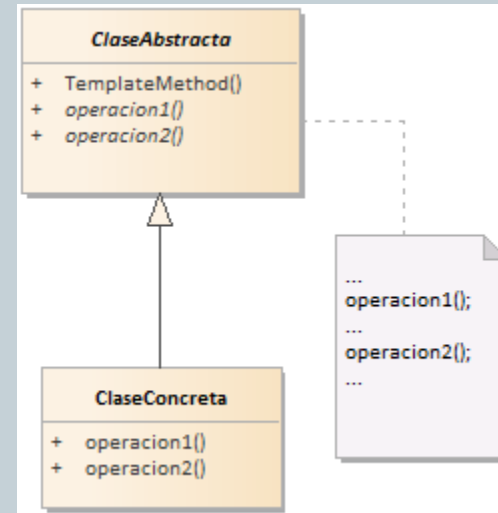 ClaseAbstracta
+ TemplateMethod()
+ operacion1()
+ operacion2()
...
operacion1();
...
operacion2();
...
ClaseConcreta
+ operacion1()
+ operacion2()